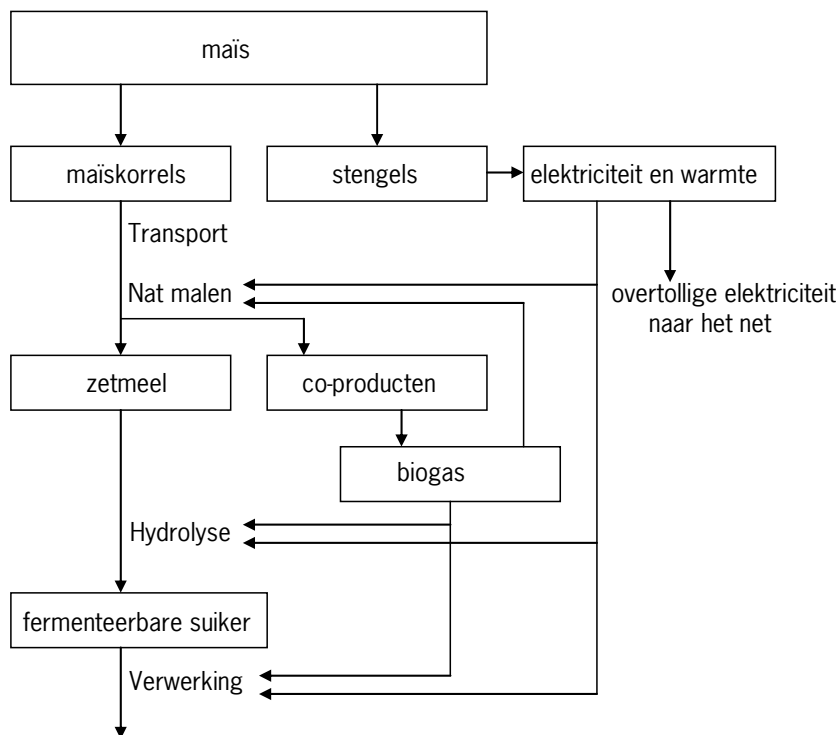 maïs
maïskorrels
stengels
elektriciteit en warmte
Transport
Nat malen
overtollige elektriciteit
naar het net
zetmeel
co-producten
biogas
Hydrolyse
fermenteerbare suiker
Verwerking